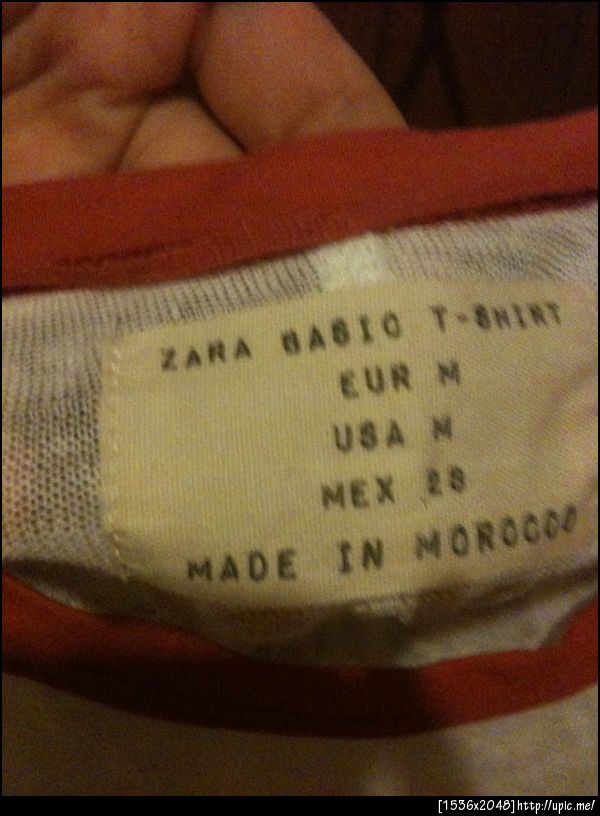 ZARA BASIC T-SHIRT
EUR M
USA M
MEX 28
MADE IN MOROCCO
[1536x2048]http://upic.me/